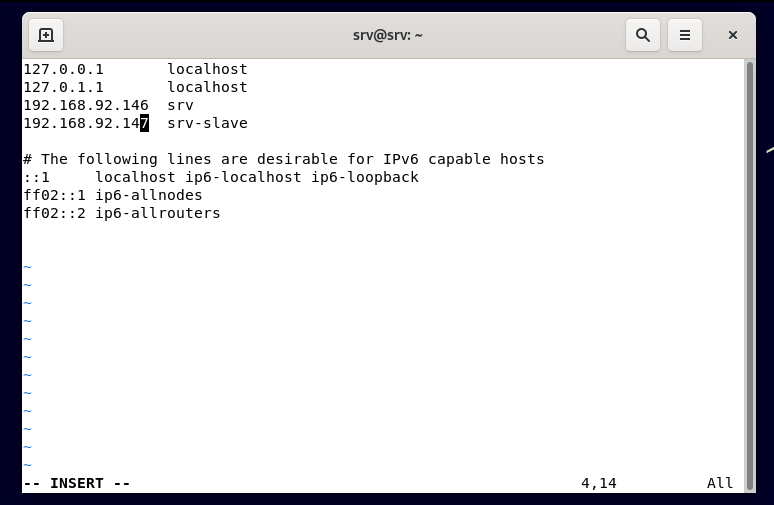 srv@srv: ~
127.0.0.1       localhost
127.0.1.1       localhost
192.168.92.146  srv
192.168.92.147  srv-slave
# The following lines are desirable for IPv6 capable hosts
::1     localhost ip6-localhost ip6-loopback
ff02::1 ip6-allnodes
ff02::2 ip6-allrouters
~
~
~
~
~
~
~
~
~
~
~
~
-- INSERT --                                                  4,14          All